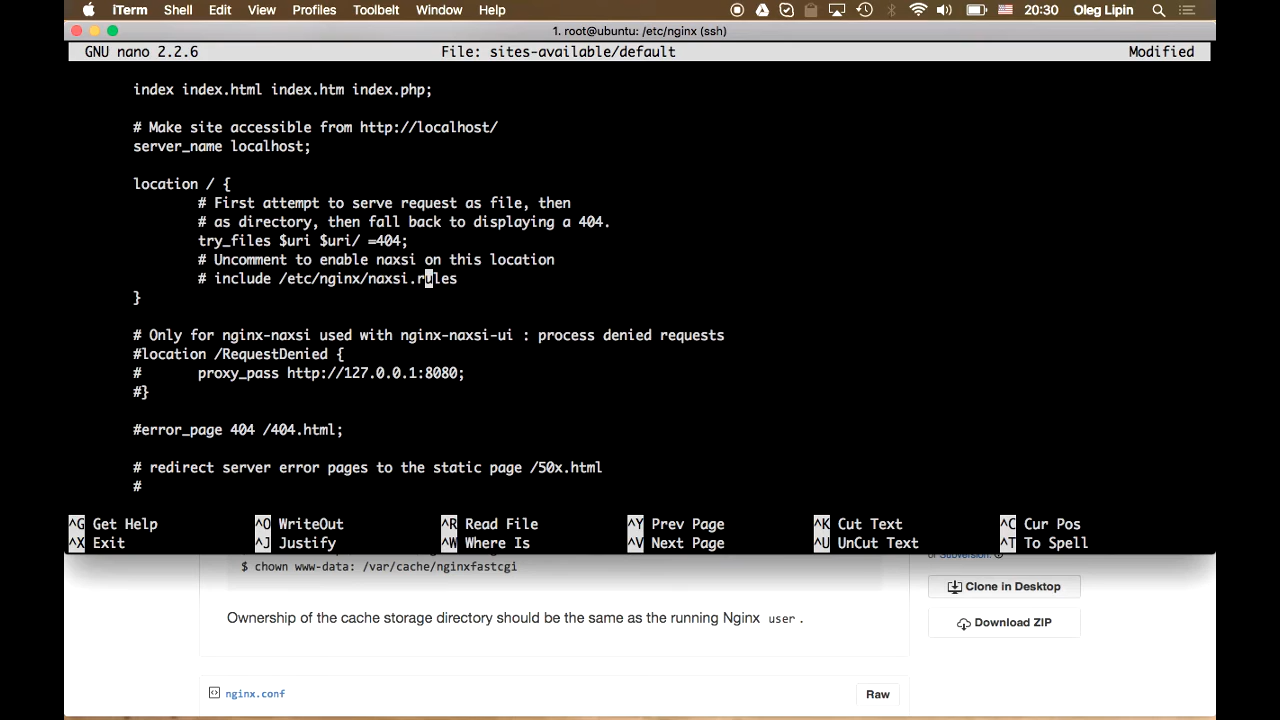 iTerm Shell Edit View Profiles Toolbelt Window Help 20:30 Oleg Lipin
1. root@ubuntu: /etc/nginx (ssh)
GNU nano 2.2.6 File: sites-available/default Modified
index index.html index.htm index.php;
# Make site accessible from http://localhost/
server_name localhost;
location / {
# First attempt to serve request as file, then
# as directory, then fall back to displaying a 404.
try_files $uri $uri/ =404;
# Uncomment to enable naxsi on this location
# include /etc/nginx/naxsi.rules
}
# Only for nginx-naxsi used with nginx-naxsi-ui : process denied requests
#location /RequestDenied {
# proxy_pass http://127.0.0.1:8080;
#}
#error_page 404 /404.html;
# redirect server error pages to the static page /50x.html
#
^G Get Help ^O WriteOut ^R Read File ^Y Prev Page ^K Cut Text ^C Cur Pos
^X Exit ^J Justify ^W Where Is ^V Next Page ^U UnCut Text ^T To Spell
or Subversion.
$ chown www-data: /var/cache/nginxfastcgi
Clone in Desktop
Ownership of the cache storage directory should be the same as the running Nginx user .
Download ZIP
nginx.conf
Raw